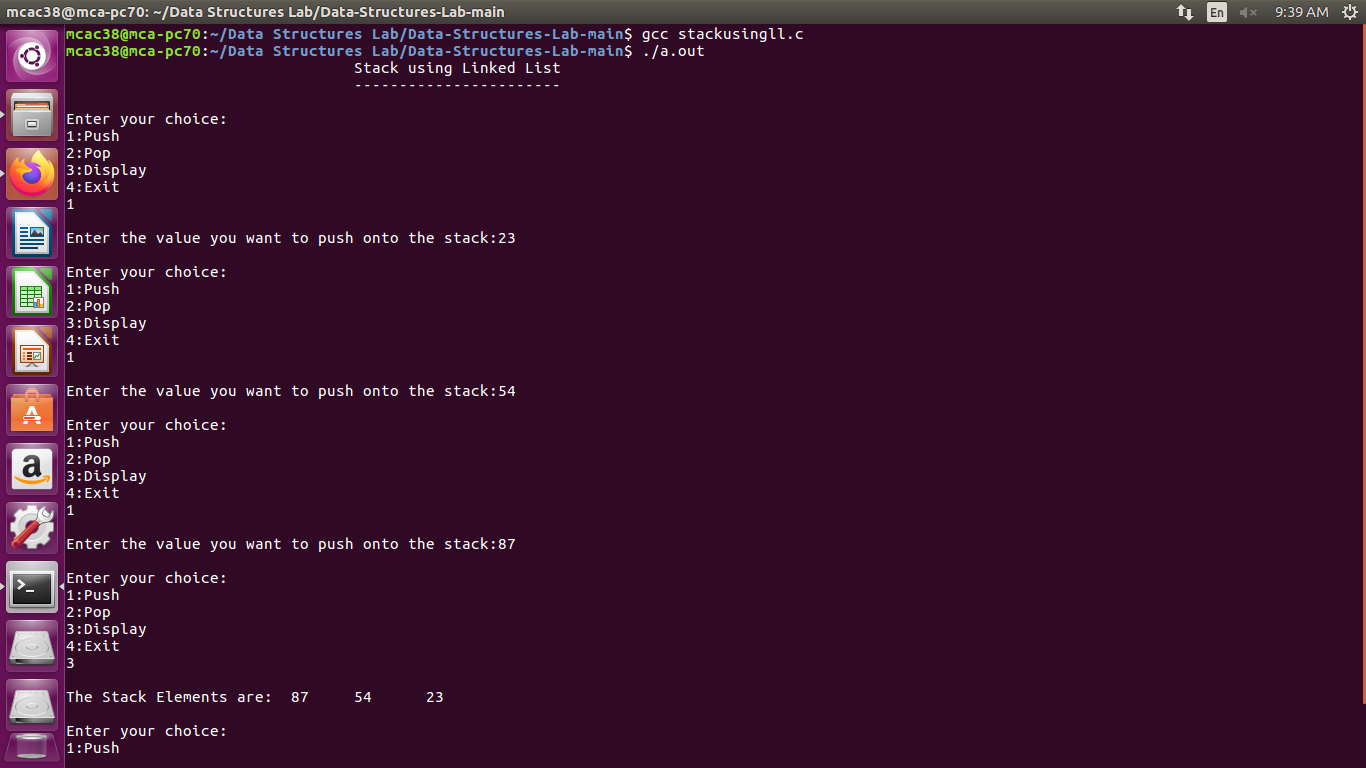 mcac38@mca-pc70: ~/Data Structures Lab/Data-Structures-Lab-main
En
9:39 AM
mcac38@mca-pc70:~/Data Structures Lab/Data-Structures-Lab-main$ gcc stackusingll.c
mcac38@mca-pc70:~/Data Structures Lab/Data-Structures-Lab-main$ ./a.out
Stack using Linked List
-----------------------
Enter your choice:
1:Push
2:Pop
3:Display
4:Exit
1
Enter the value you want to push onto the stack:23
Enter your choice:
1:Push
2:Pop
3:Display
4:Exit
1
Enter the value you want to push onto the stack:54
Enter your choice:
1:Push
2:Pop
3:Display
4:Exit
1
Enter the value you want to push onto the stack:87
Enter your choice:
1:Push
2:Pop
3:Display
4:Exit
3
The Stack Elements are:  87     54      23
Enter your choice:
1:Push